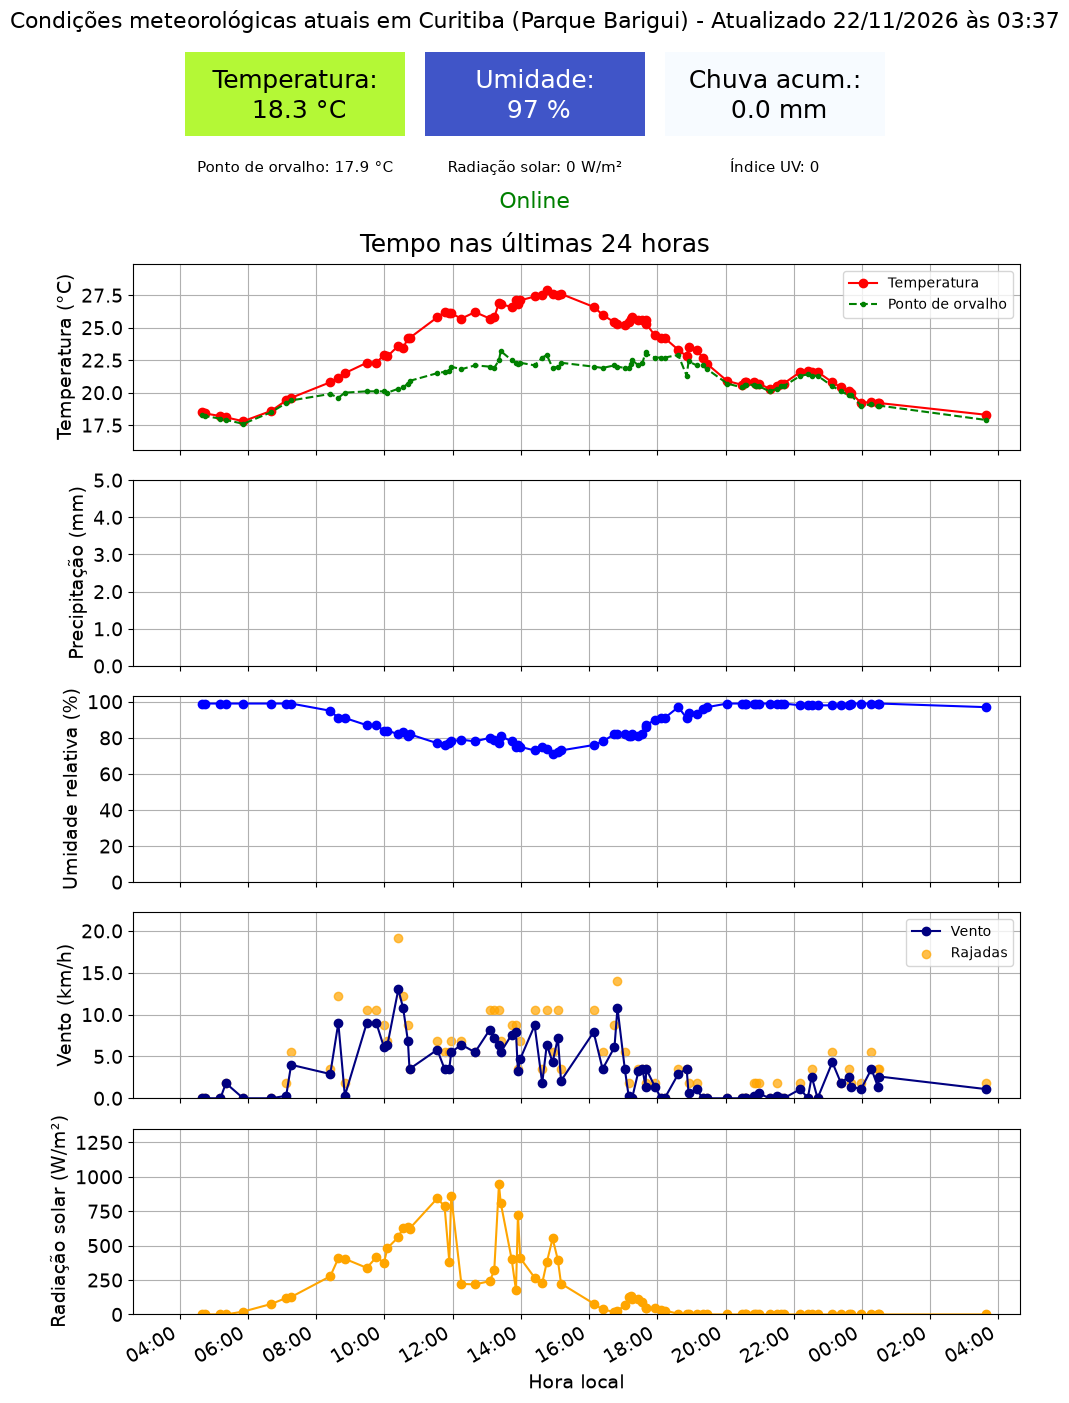 Condições meteorológicas atuais em Curitiba (Parque Barigui) - Atualizado 22/11/2026 às 03:37
Temperatura:
18.3 °C
Umidade:
97 %
Chuva acum.:
0.0 mm
Ponto de orvalho: 17.9 °C
Radiação solar: 0 W/m²
Índice UV: 0
Online
Tempo nas últimas 24 horas
Temperatura (°C)
27.5
25.0
22.5
20.0
17.5
Temperatura
Ponto de orvalho
Precipitação (mm)
5.0
4.0
3.0
2.0
1.0
0.0
Umidade relativa (%)
100
80
60
40
20
0
Vento (km/h)
20.0
15.0
10.0
5.0
0.0
Vento
Rajadas
Radiação solar (W/m²)
1250
1000
750
500
250
0
04:00 06:00 08:00 10:00 12:00 14:00 16:00 18:00 20:00 22:00 00:00 02:00 04:00
Hora local